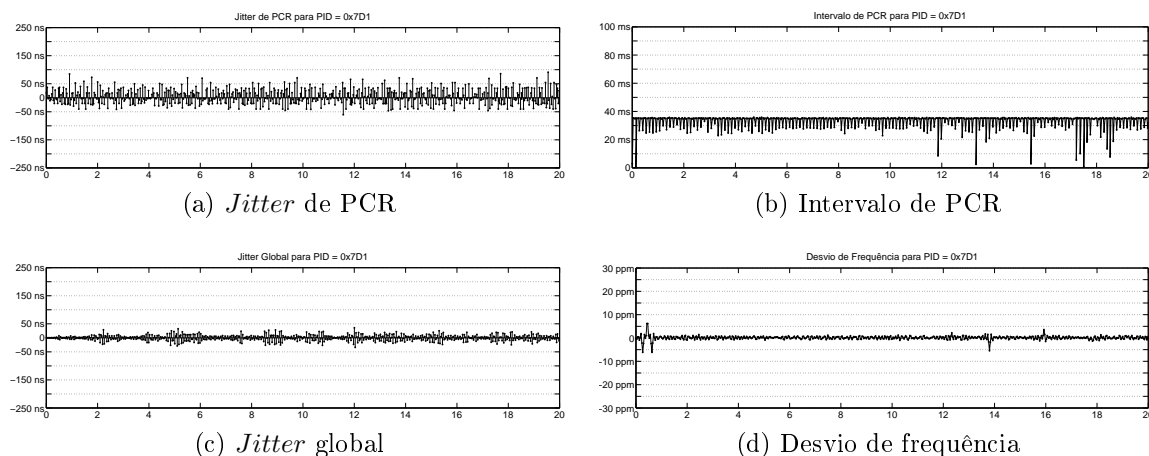 Jitter de PCR para PID = 0x7D1
250 ns
150 ns
50 ns
0
−50 ns
−150 ns
−250 ns
0 2 4 6 8 10 12 14 16 18 20
(a) Jitter de PCR
Intervalo de PCR para PID = 0x7D1
100 ms
80 ms
60 ms
40 ms
20 ms
0
0 2 4 6 8 10 12 14 16 18 20
(b) Intervalo de PCR
Jitter Global para PID = 0x7D1
250 ns
150 ns
50 ns
0
−50 ns
−150 ns
−250 ns
0 2 4 6 8 10 12 14 16 18 20
(c) Jitter global
Desvio de Frequência para PID = 0x7D1
30 ppm
20 ppm
10 ppm
0
-10 ppm
-20 ppm
-30 ppm
0 2 4 6 8 10 12 14 16 18 20
(d) Desvio de frequência